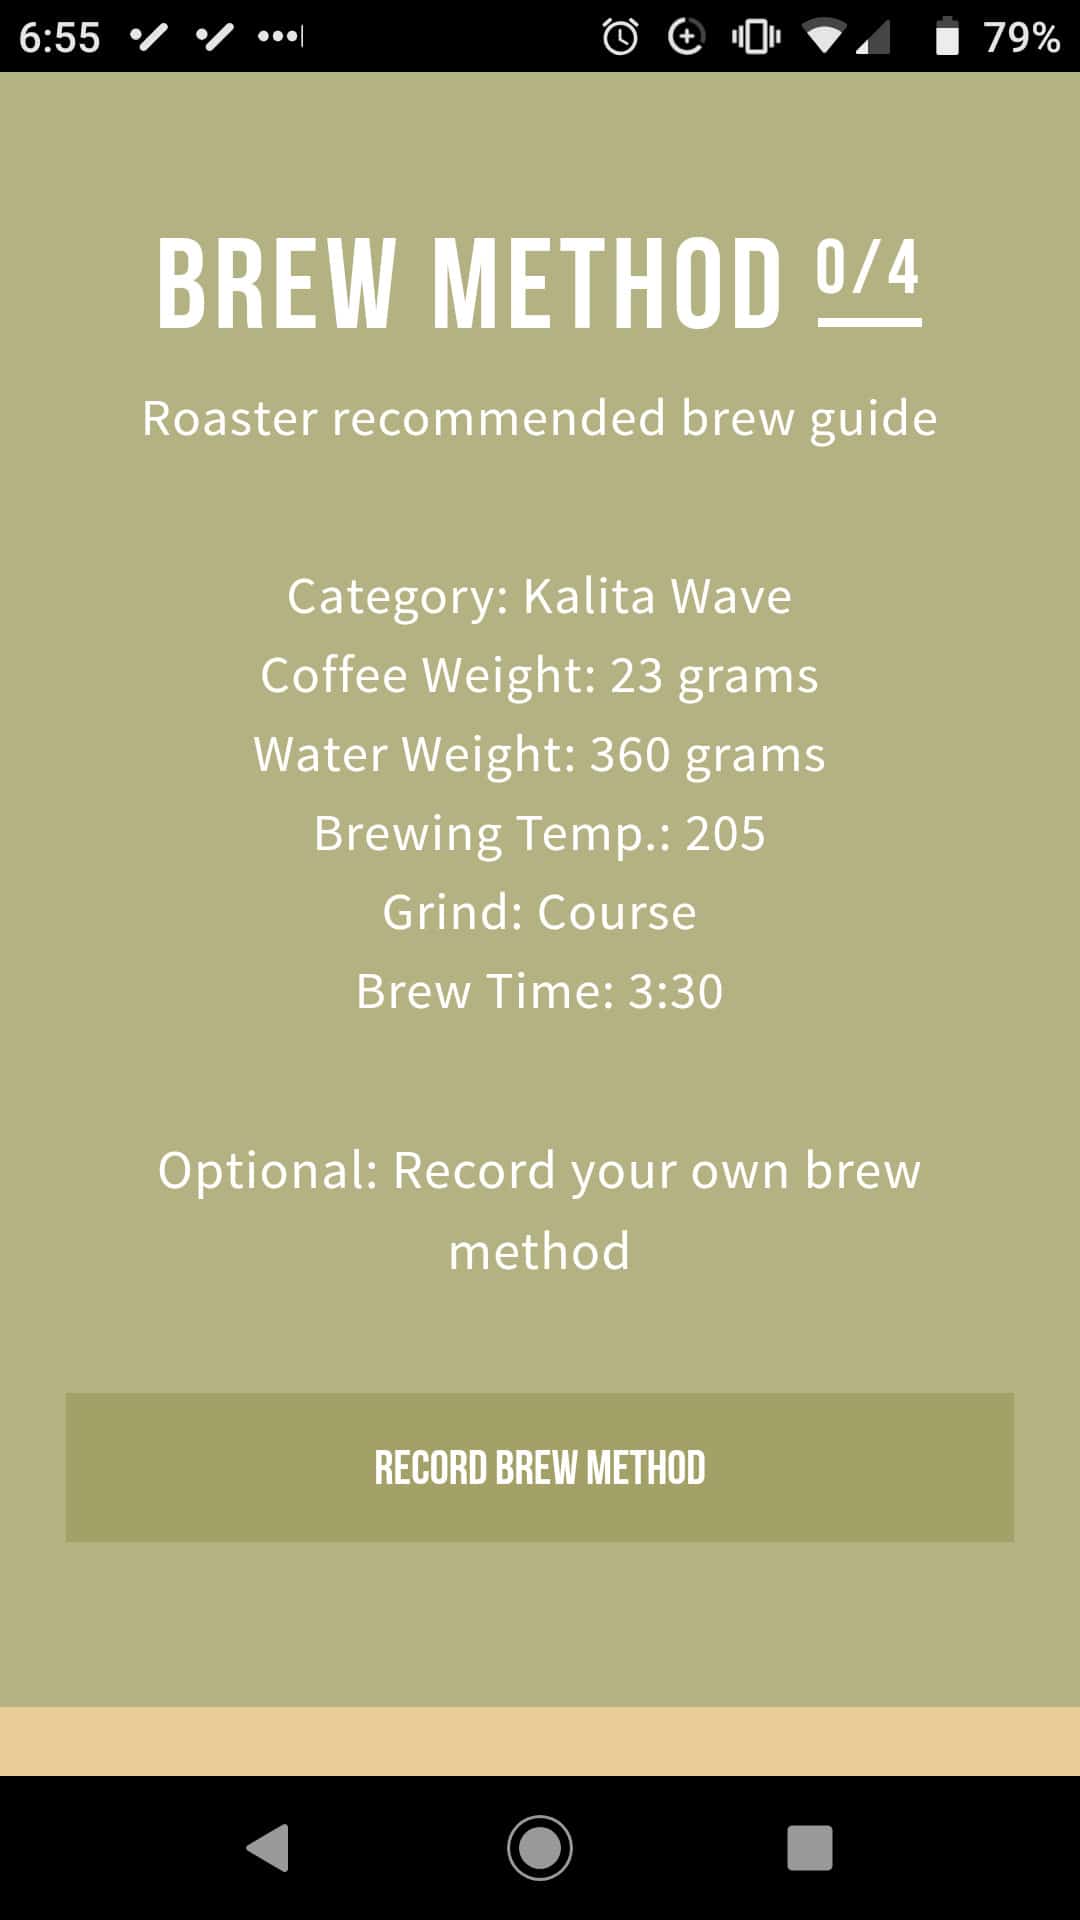 6:55 79%
BREW METHOD 0/4
Roaster recommended brew guide
Category: Kalita Wave
Coffee Weight: 23 grams
Water Weight: 360 grams
Brewing Temp.: 205
Grind: Course
Brew Time: 3:30
Optional: Record your own brew
method
RECORD BREW METHOD